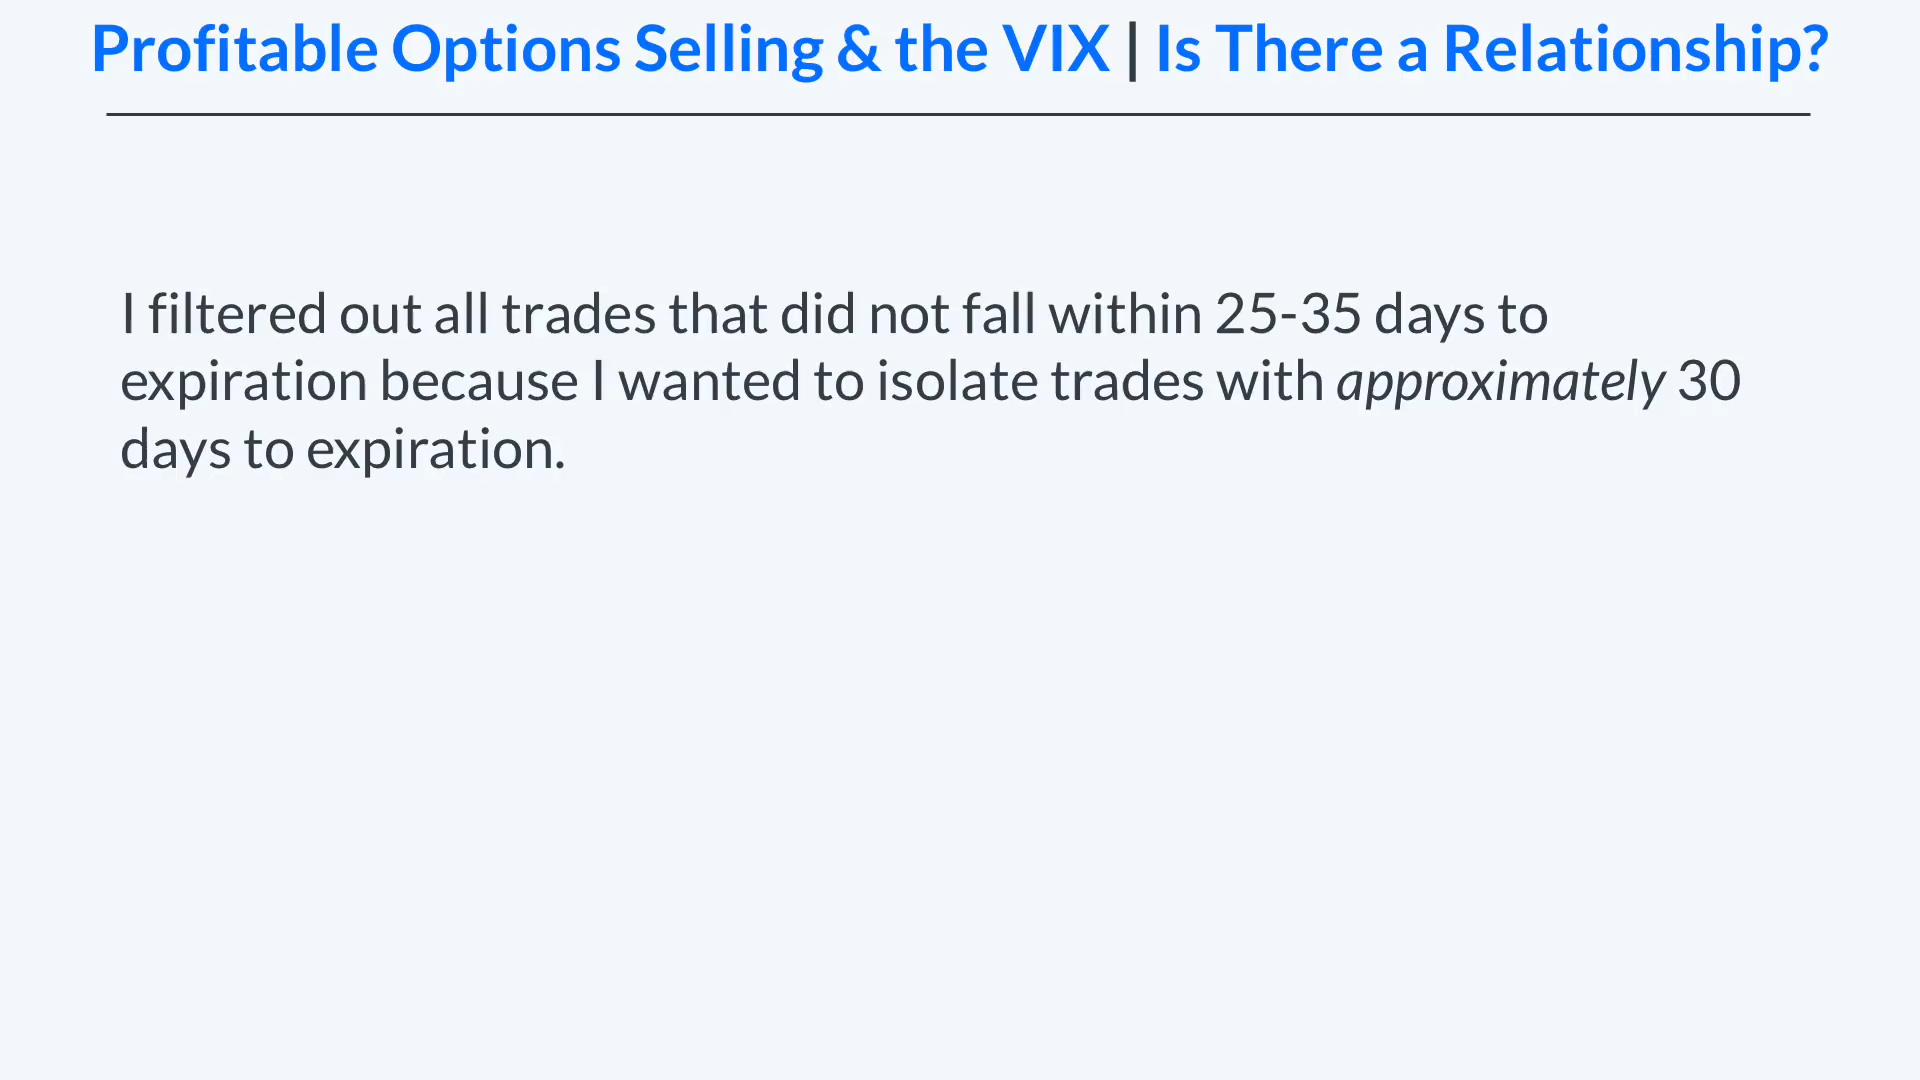 Profitable Options Selling & the VIX | Is There a Relationship?
I filtered out all trades that did not fall within 25-35 days to
expiration because I wanted to isolate trades with approximately 30
days to expiration.